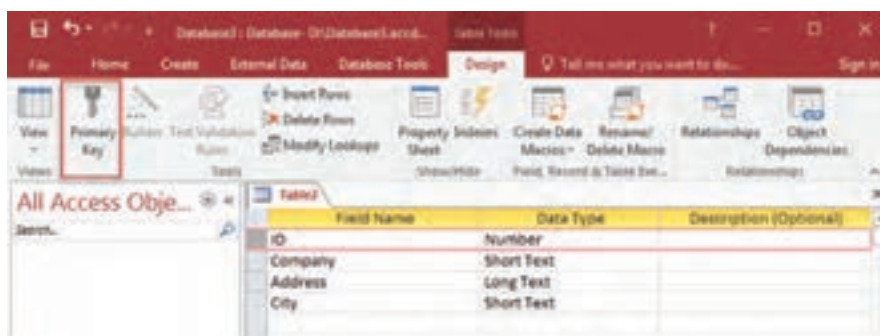 Database3 : Database- D:\Database3.accd... Table Tools
File Home Create External Data Database Tools Design Tell me what you want to do... Sign in
View Primary Key Builder Test Validation Rules Insert Rows Delete Rows Modify Lookups Property Sheet Indexes Create Data Macros Rename/ Delete Macro Relationships Object Dependencies
Views Tools Show/Hide Field, Record & Table Eve... Relationships
All Access Obje... « Table3
Search...
Field Name Data Type Description (Optional)
ID Number
Company Short Text
Address Long Text
City Short Text